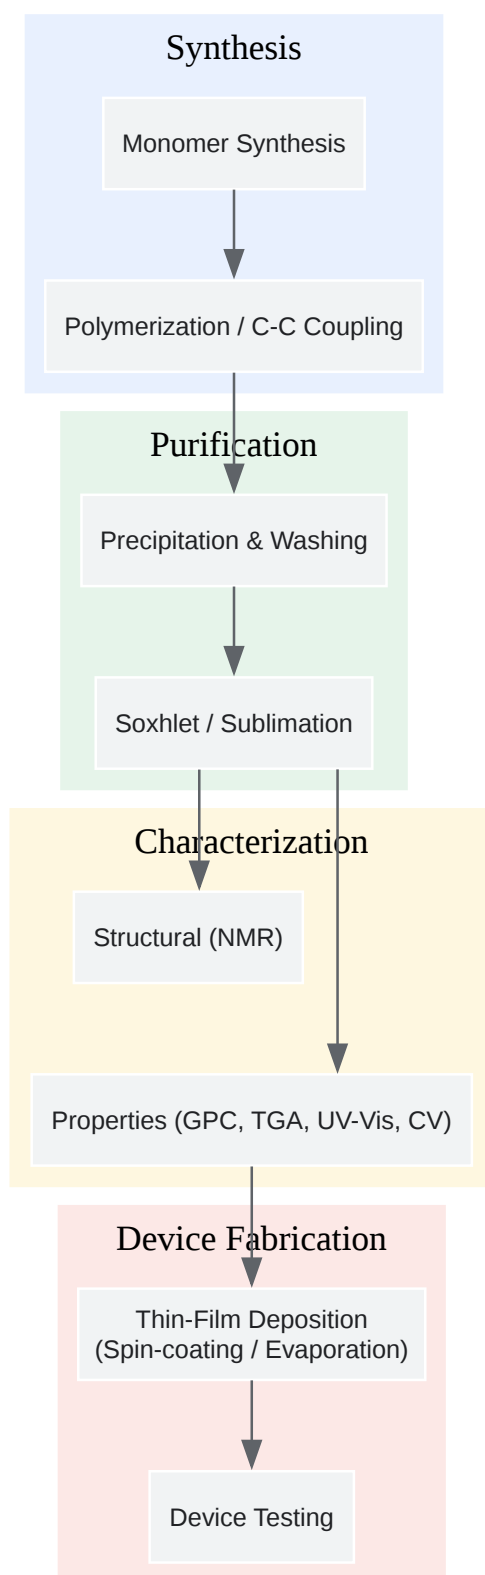 Synthesis
Monomer Synthesis
Polymerization / C-C Coupling
Purification
Precipitation & Washing
Soxhlet / Sublimation
Characterization
Structural (NMR)
Properties (GPC, TGA, UV-Vis, CV)
Device Fabrication
Thin-Film Deposition
(Spin-coating / Evaporation)
Device Testing